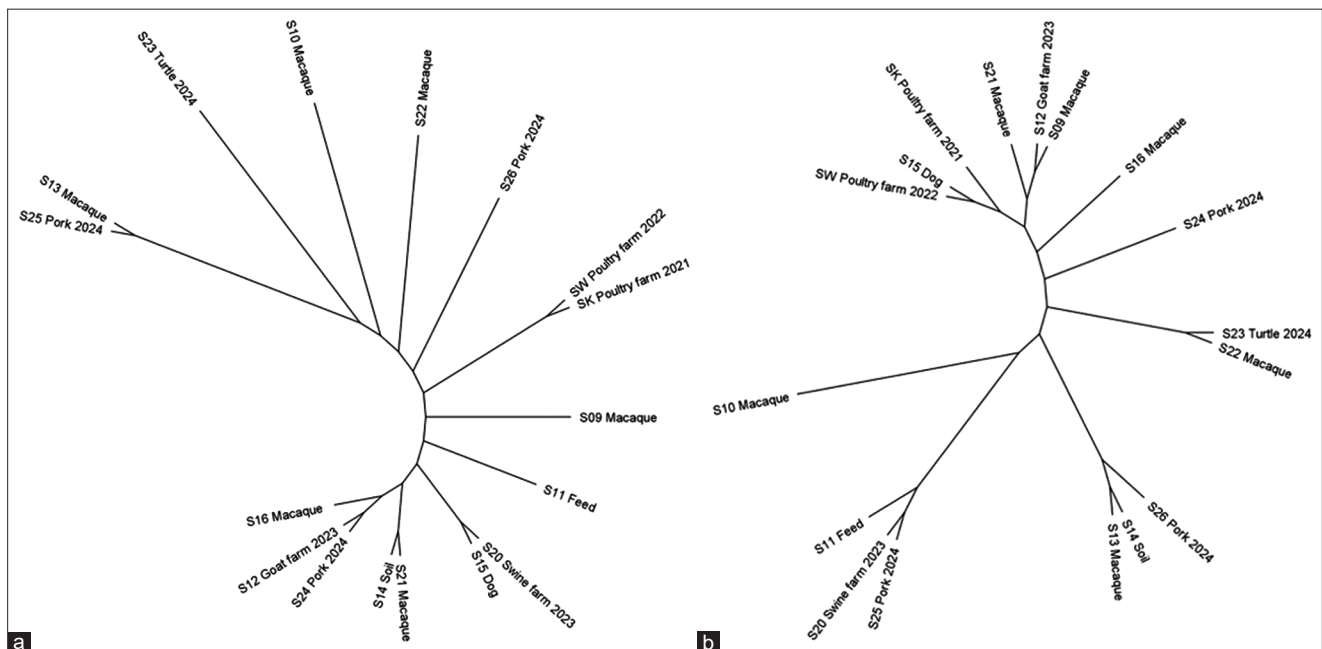 S23 Turtle 2024
S10 Macaque
S22 Macaque
S26 Pork 2024
S13 Macaque
S25 Pork 2024
SW Poultry farm 2022
SK Poultry farm 2021
S09 Macaque
S11 Feed
S16 Macaque
S12 Goat farm 2023
S24 Pork 2024
S14 Soil
S21 Macaque
S15 Dog
S20 Swine farm 2023
a
SK Poultry farm 2021
S21 Macaque
S12 Goat farm 2023
S09 Macaque
S15 Dog
SW Poultry farm 2022
S16 Macaque
S24 Pork 2024
S23 Turtle 2024
S22 Macaque
S10 Macaque
S26 Pork 2024
S14 Soil
S13 Macaque
S11 Feed
S20 Swine farm 2023
S25 Pork 2024
b